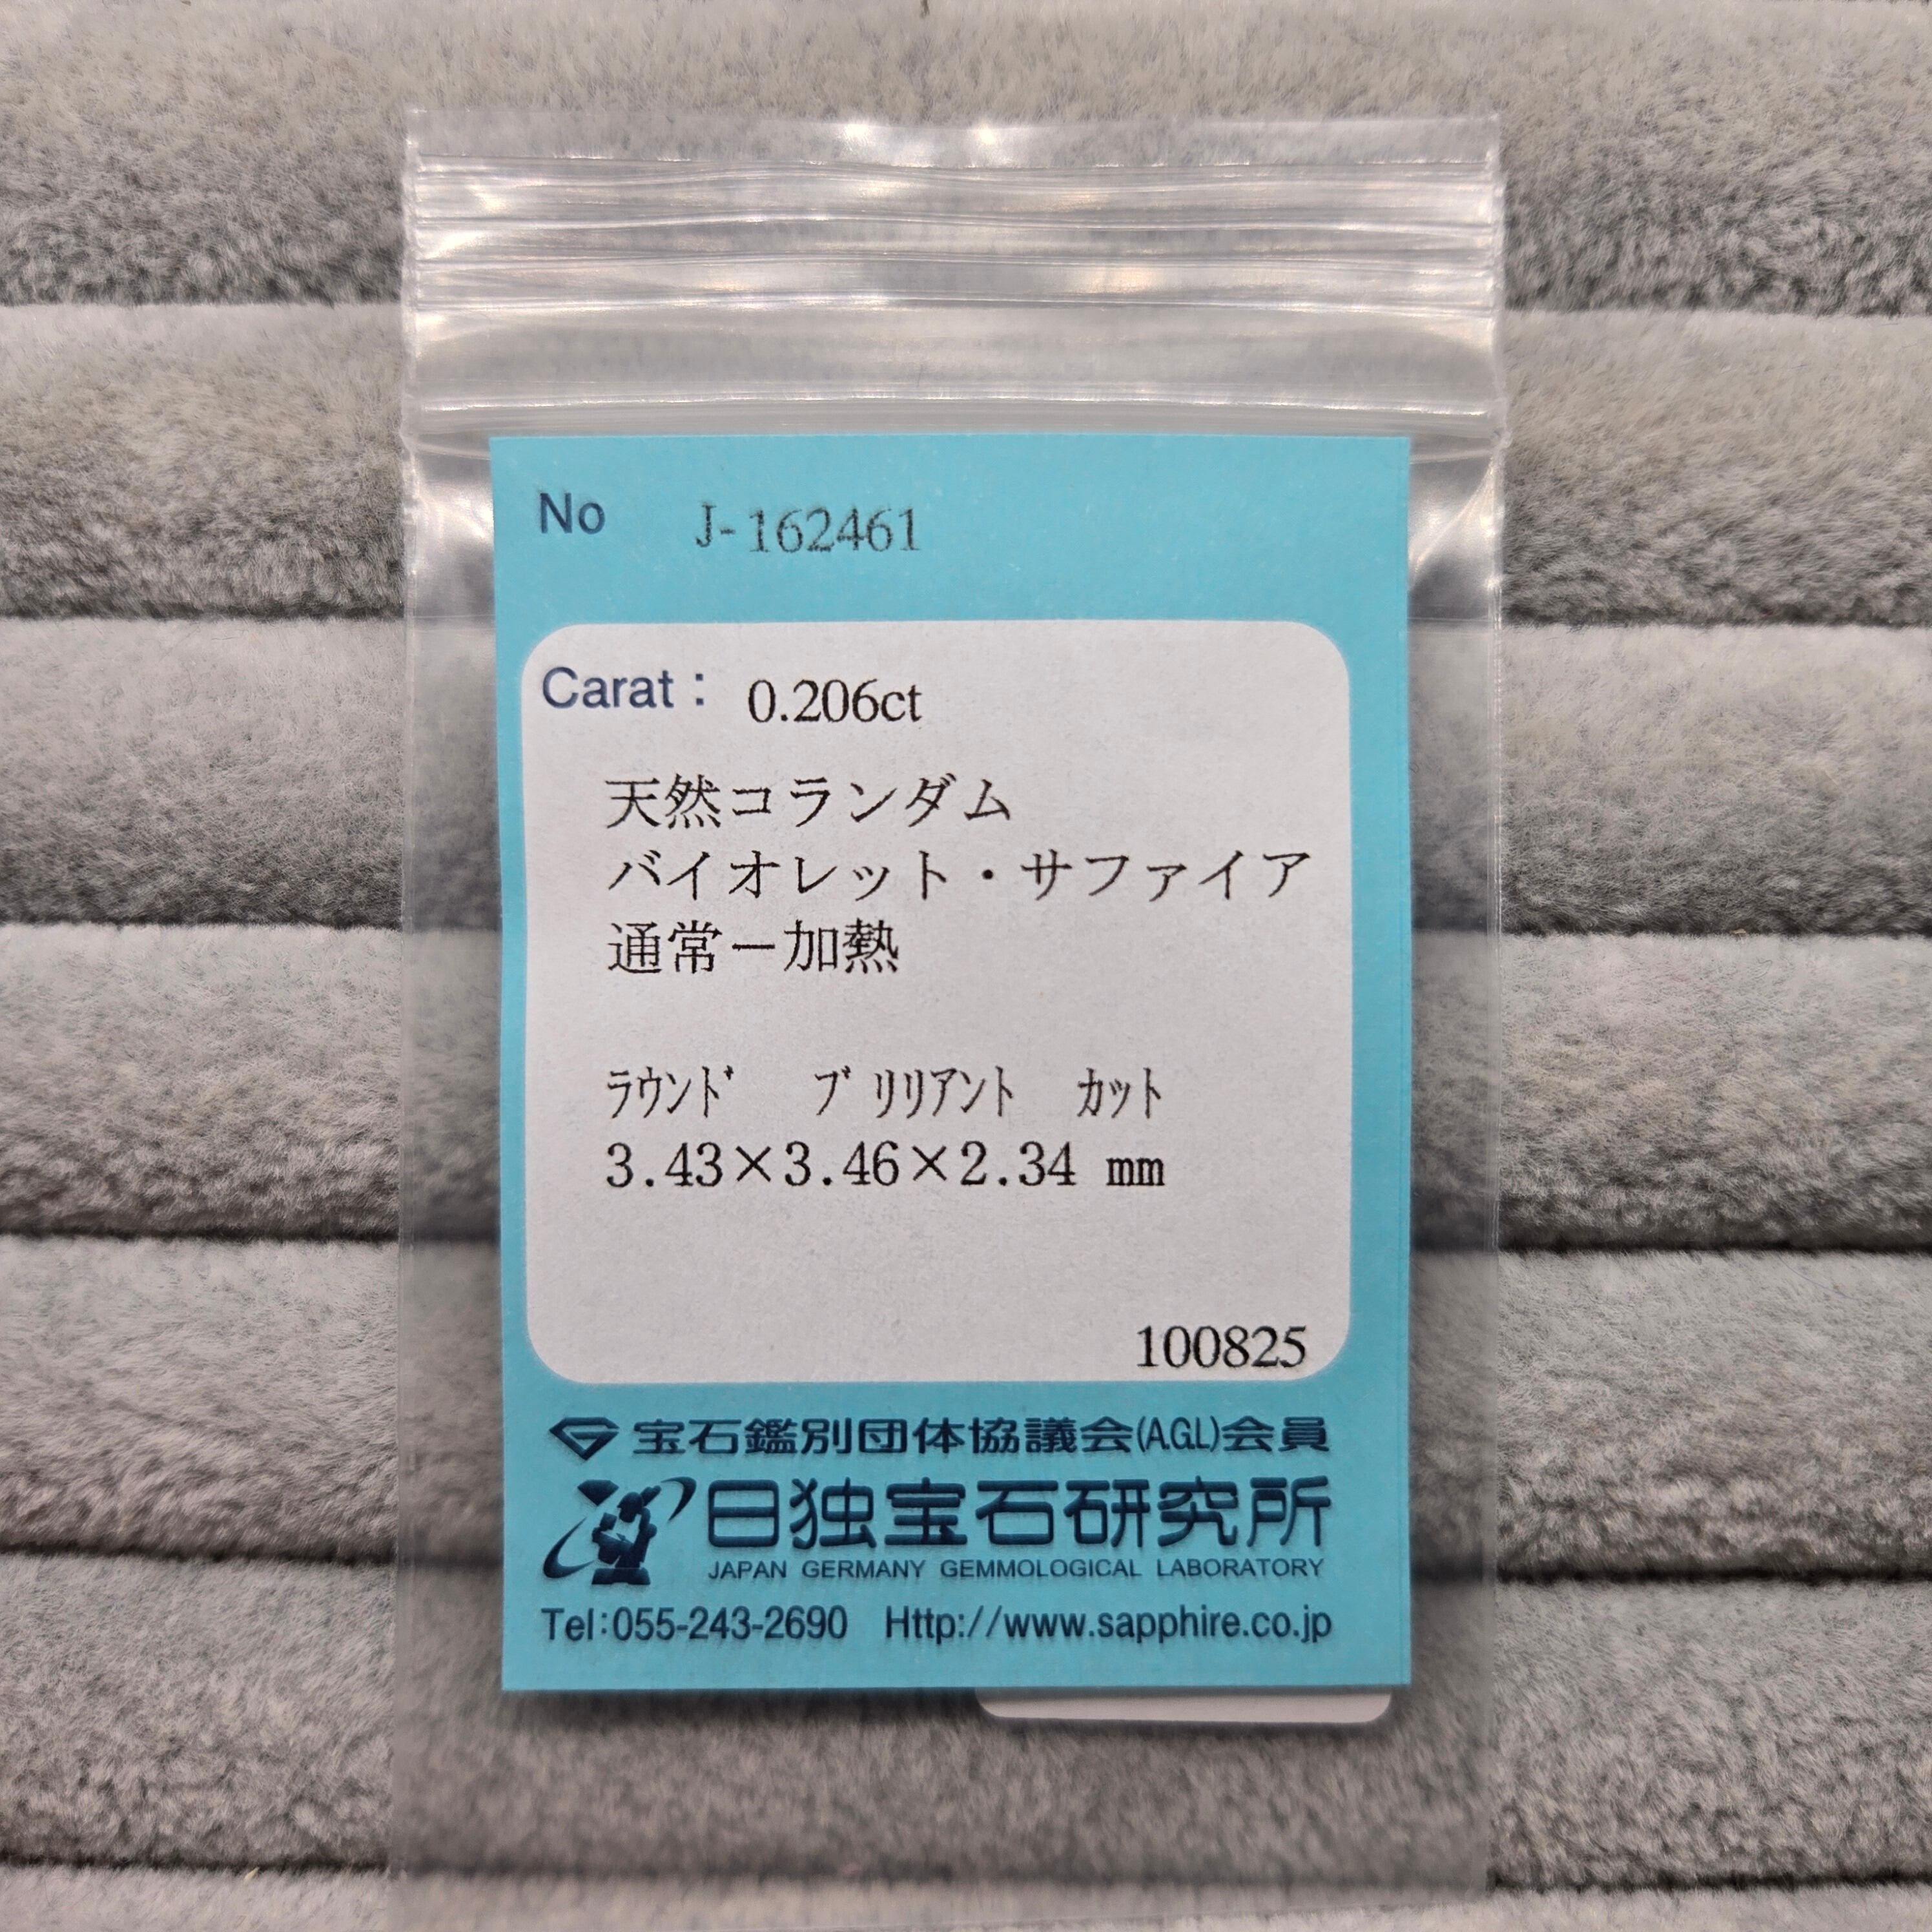 No J-162461
Carat: 0.206ct
天然コランダム
バイオレット・サファイア
通常－加熱
ﾗｳﾝﾄﾞ ﾌﾞﾘﾘｱﾝﾄ ｶｯﾄ
3.43×3.46×2.34 mm
100825
宝石鑑別団体協議会(A.G.L)会員
日独宝石研究所
JAPAN GERMANY GEMMOLOGICAL LABORATORY
Tel:055-243-2690 Http://www.sapphire.co.jp